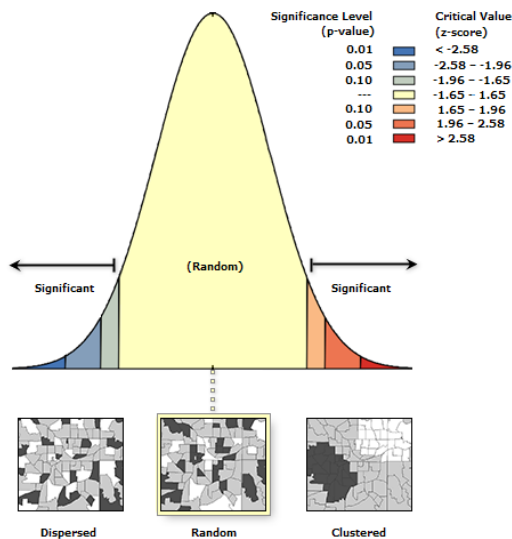 Significance Level Critical Value
(p-value) (z-score)
0.01 < -2.58
0.05 -2.58 – -1.96
0.10 -1.96 – -1.65
--- -1.65 – 1.65
0.10 1.65 – 1.96
0.05 1.96 – 2.58
0.01 > 2.58
(Random)
Significant Significant
Dispersed Random Clustered